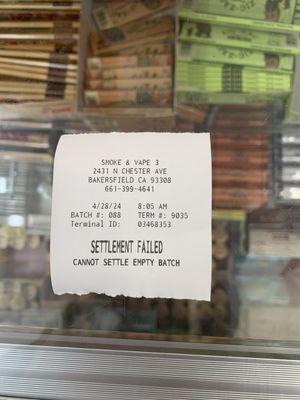 SMOKE & VAPE 3
2431 N CHESTER AVE
BAKERSFIELD CA 93308
661-399-4641
4/28/24 8:05 AM
BATCH #: 088 TERM #: 9035
Terminal ID: 03468353
SETTLEMENT FAILED
CANNOT SETTLE EMPTY BATCH